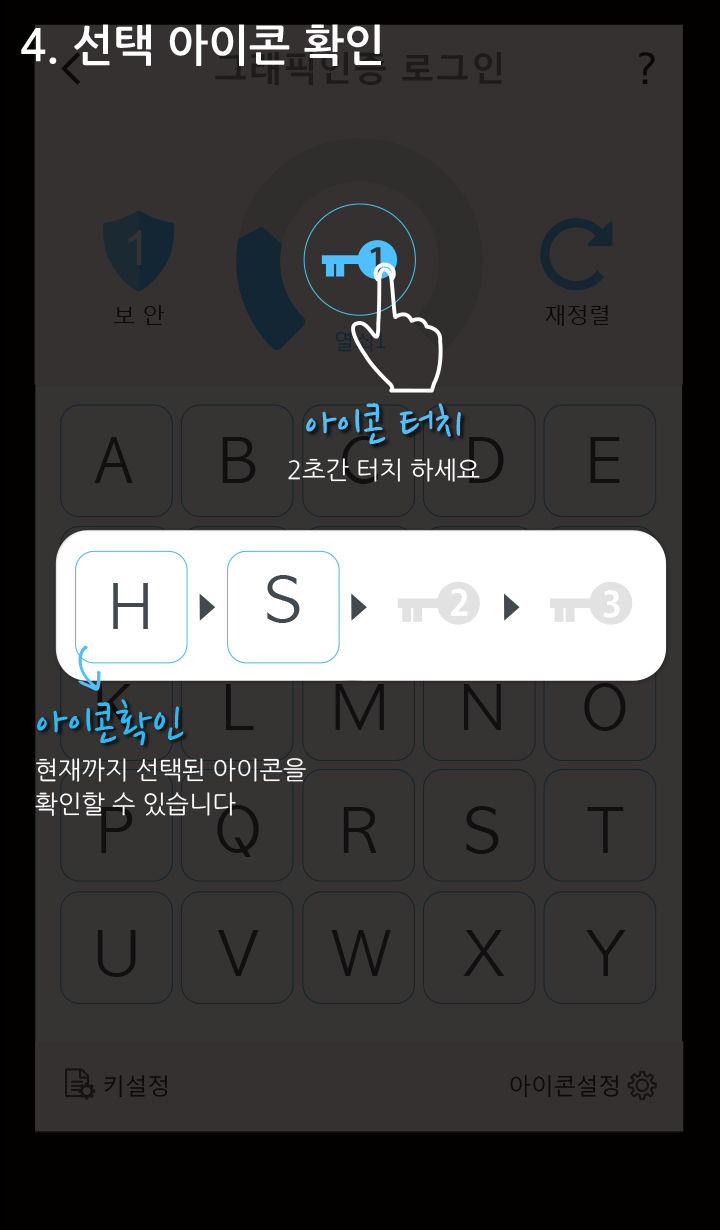 4. 선택 아이콘 확인
그래픽인증 로그인
?
1
1
보 안
재정렬
열쇠1
아이콘 터치
2초간 터치 하세요
A B C D E
H S 2 3
K L M N O
아이콘확인
현재까지 선택된 아이콘을
확인할 수 있습니다
P Q R S T
U V W X Y
키설정
아이콘설정